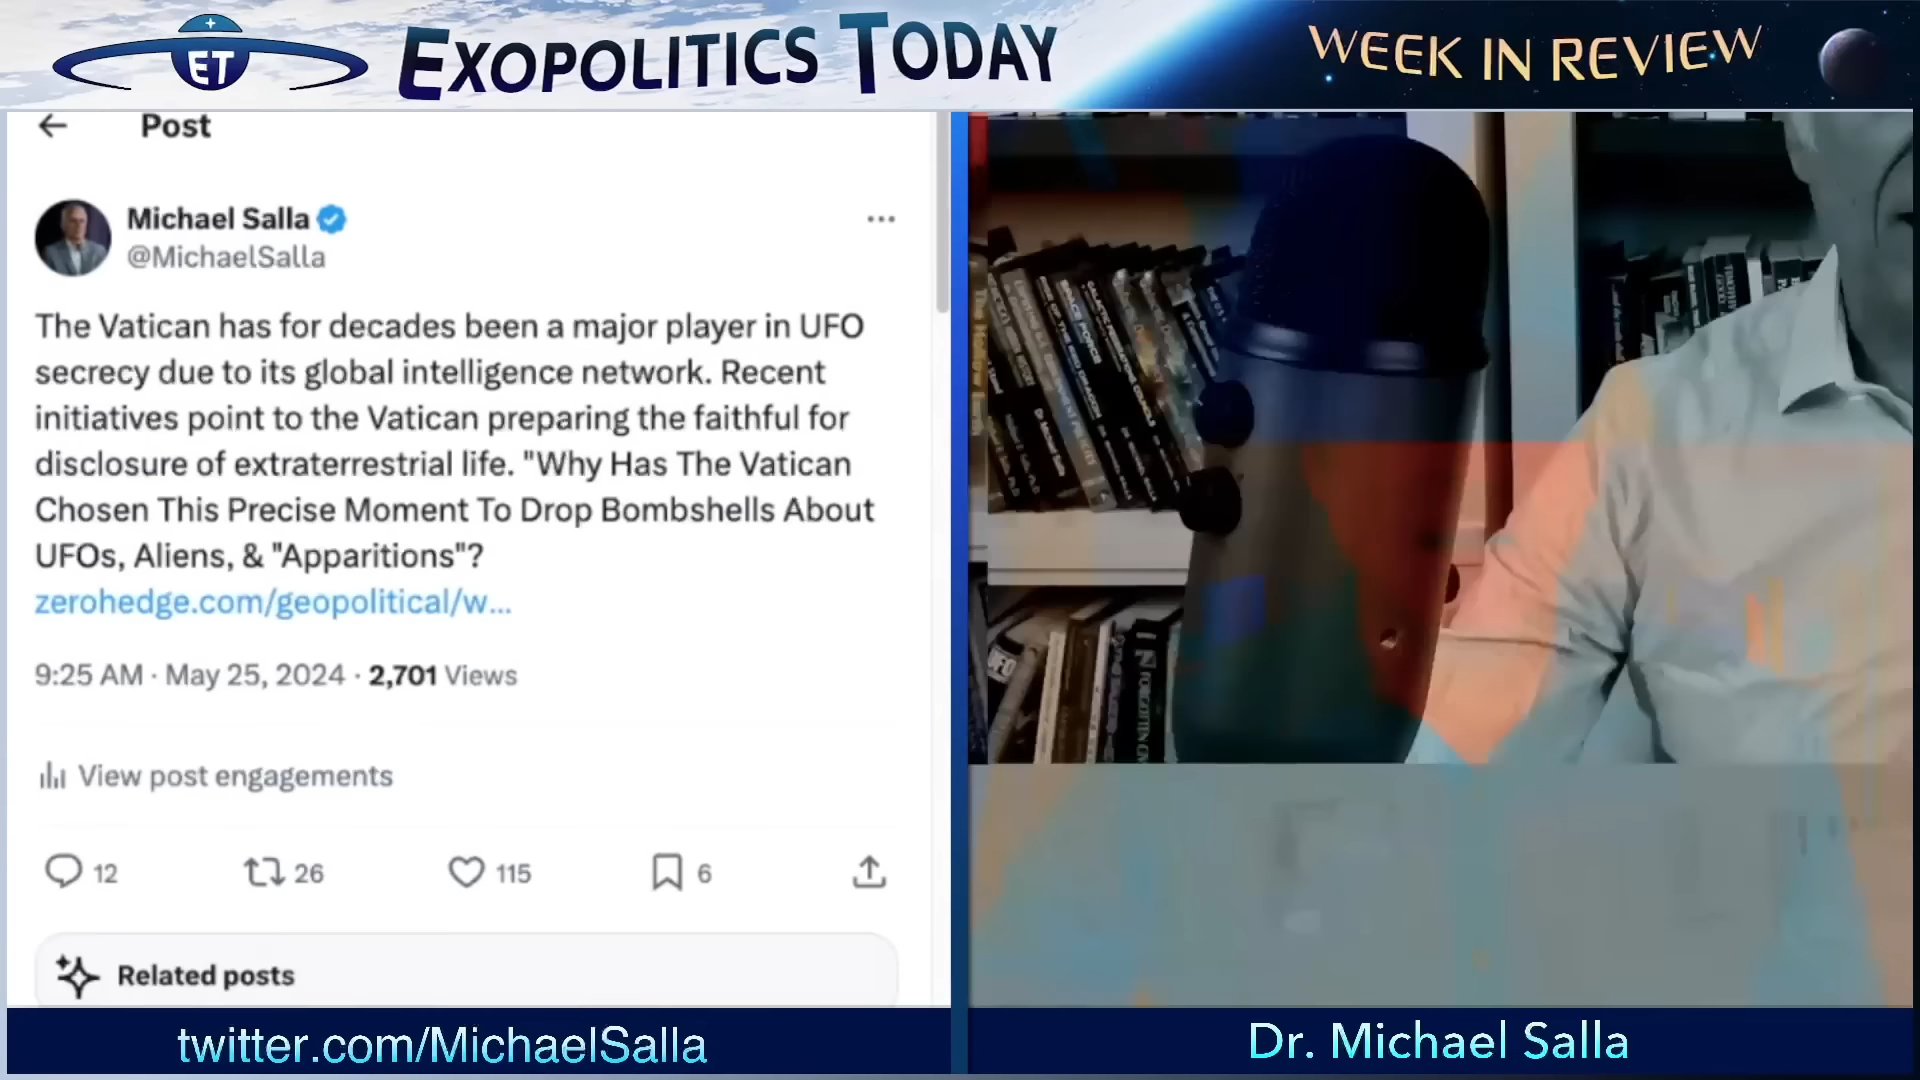 ET
EXOPOLITICS TODAY
WEEK IN REVIEW
Post
Michael Salla
@MichaelSalla
The Vatican has for decades been a major player in UFO
secrecy due to its global intelligence network. Recent
initiatives point to the Vatican preparing the faithful for
disclosure of extraterrestrial life. "Why Has The Vatican
Chosen This Precise Moment To Drop Bombshells About
UFOs, Aliens, & "Apparitions"?
zerohedge.com/geopolitical/w...
9:25 AM · May 25, 2024 · 2,701 Views
View post engagements
12 26 115 6
Related posts
SPACE FORCE
UFO
twitter.com/MichaelSalla
Dr. Michael Salla